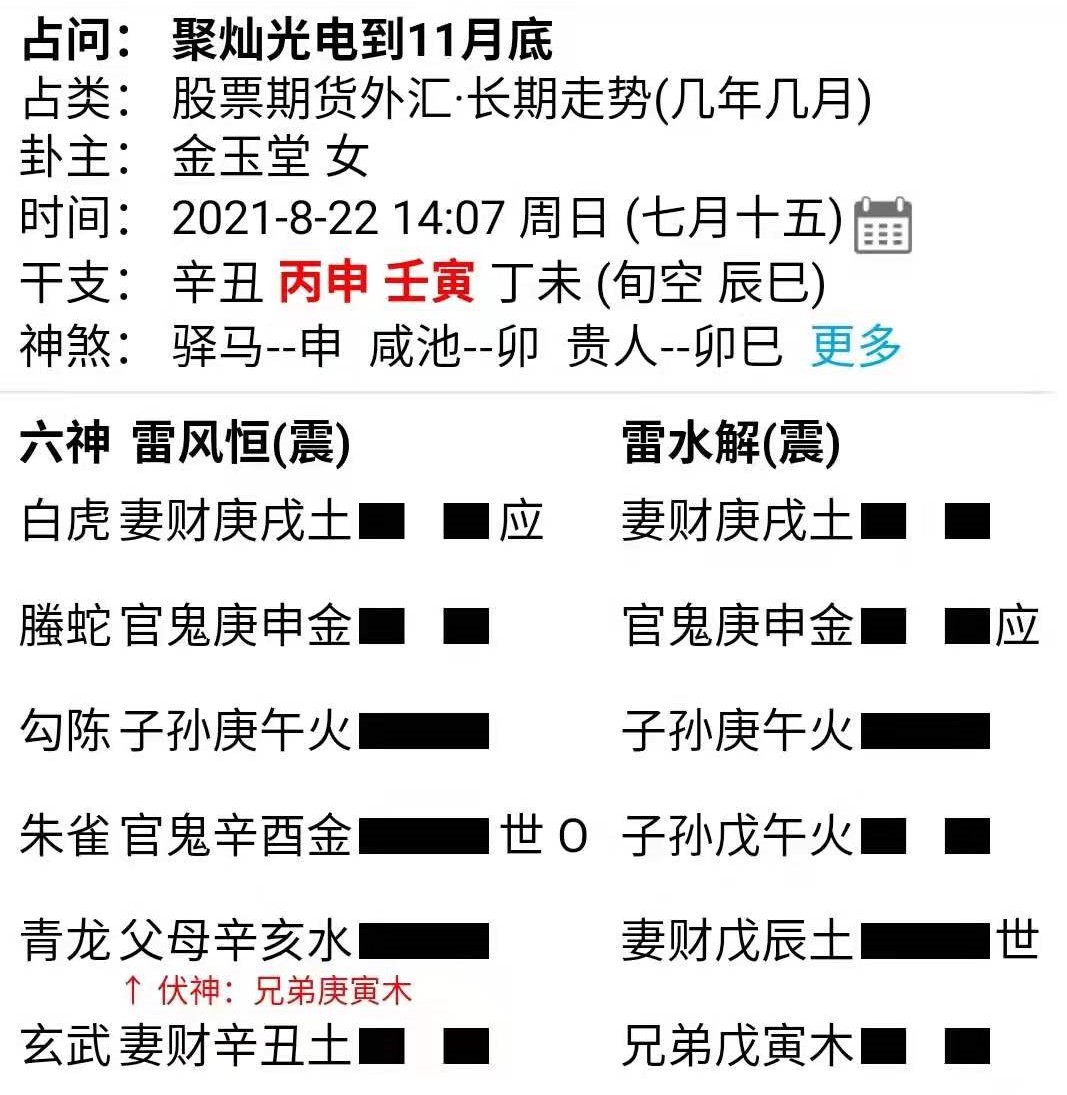 占问： 聚灿光电到11月底
占类： 股票期货外汇·长期走势(几年几月)
卦主： 金玉堂 女
时间： 2021-8-22 14:07 周日 (七月十五)
干支： 辛丑 丙申 壬寅 丁未 (旬空 辰巳)
神煞： 驿马--申 咸池--卯 贵人--卯巳 更多
六神 雷风恒(震) 雷水解(震)
白虎 妻财庚戌土 应 妻财庚戌土
螣蛇 官鬼庚申金 官鬼庚申金 应
勾陈 子孙庚午火 子孙庚午火
朱雀 官鬼辛酉金 世 O 子孙戊午火
青龙 父母辛亥水 妻财戊辰土 世
↑ 伏神：兄弟庚寅木
玄武 妻财辛丑土 兄弟戊寅木